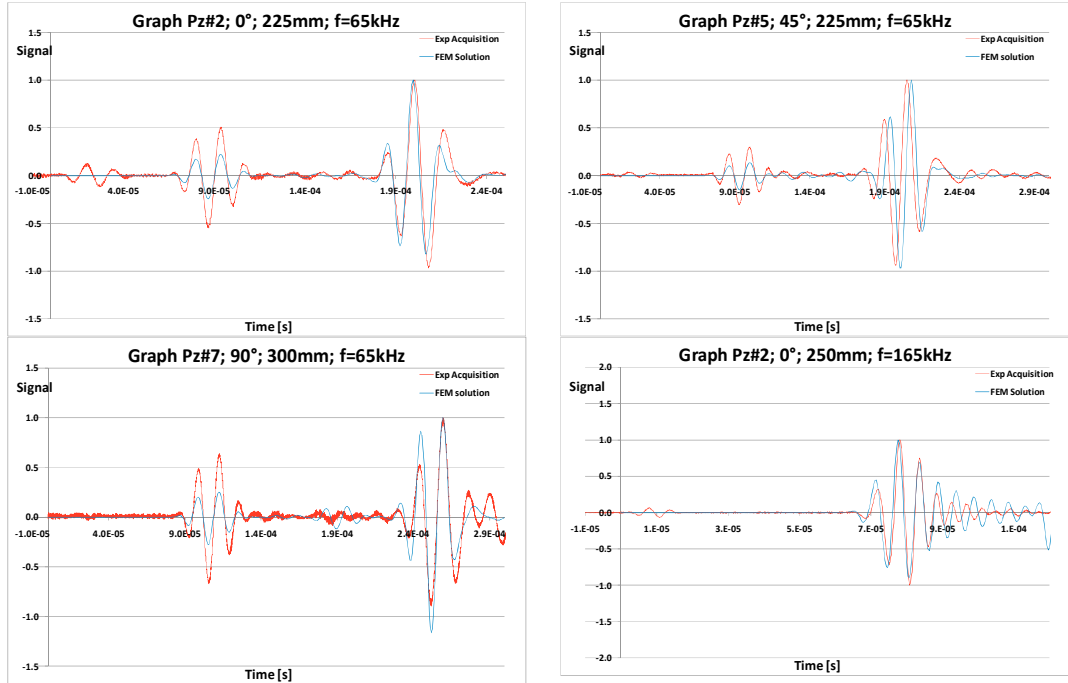 Graph Pz#2; 0°; 225mm; f=65kHz
1.5
Signal
Exp Acquisition
FEM Solution
1.0
0.5
0.0
-1.0E-05 4.0E-05 9.0E-05 1.4E-04 1.9E-04 2.4E-04
-0.5
-1.0
-1.5
Time [s]
Graph Pz#5; 45°; 225mm; f=65kHz
1.5
Signal
Exp Acquisition
FEM Solution
1.0
0.5
0.0
-1.0E-05 4.0E-05 9.0E-05 1.4E-04 1.9E-04 2.4E-04 2.9E-04
-0.5
-1.0
-1.5
Time [s]
Graph Pz#7; 90°; 300mm; f=65kHz
1.5
Signal
Exp Acquisition
FEM solution
1.0
0.5
0.0
-1.0E-05 4.0E-05 9.0E-05 1.4E-04 1.9E-04 2.4E-04 2.9E-04
-0.5
-1.0
-1.5
Time [s]
Graph Pz#2; 0°; 250mm; f=165kHz
2.0
Signal
Exp Acquisition
FEM Solution
1.5
1.0
0.5
0.0
-1.1E-05 1.0E-05 3.0E-05 5.0E-05 7.0E-05 9.0E-05 1.1E-04
-0.5
-1.0
-1.5
-2.0
Time [s]